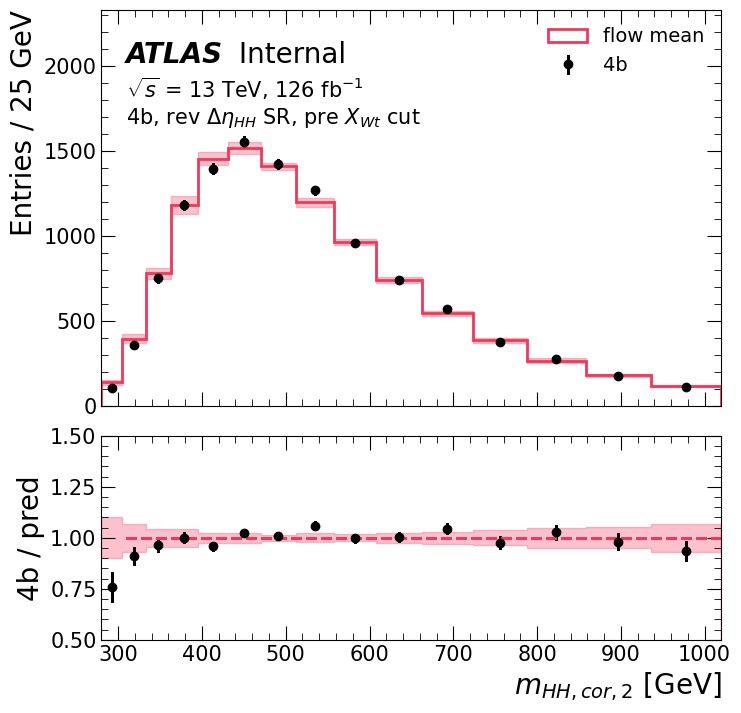 Entries / 25 GeV
2000
1500
1000
500
0
ATLAS Internal
√s = 13 TeV, 126 fb⁻¹
4b, rev Δη_HH SR, pre X_Wt cut
flow mean
4b
4b / pred
1.50
1.25
1.00
0.75
0.50
300 400 500 600 700 800 900 1000
m_HH,cor,2 [GeV]